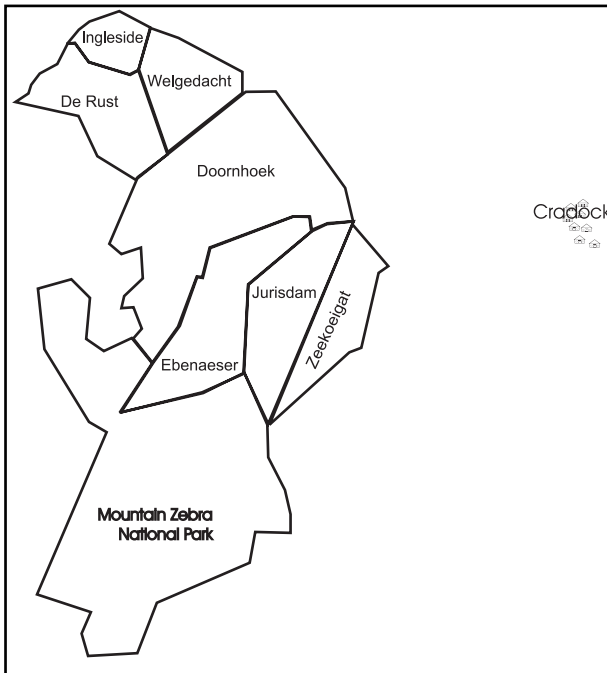 Ingleside
Welgedacht
De Rust
Doornhoek
Cradock
Jurisdam
Zeekoeigat
Ebenaeser
Mountain Zebra
National Park